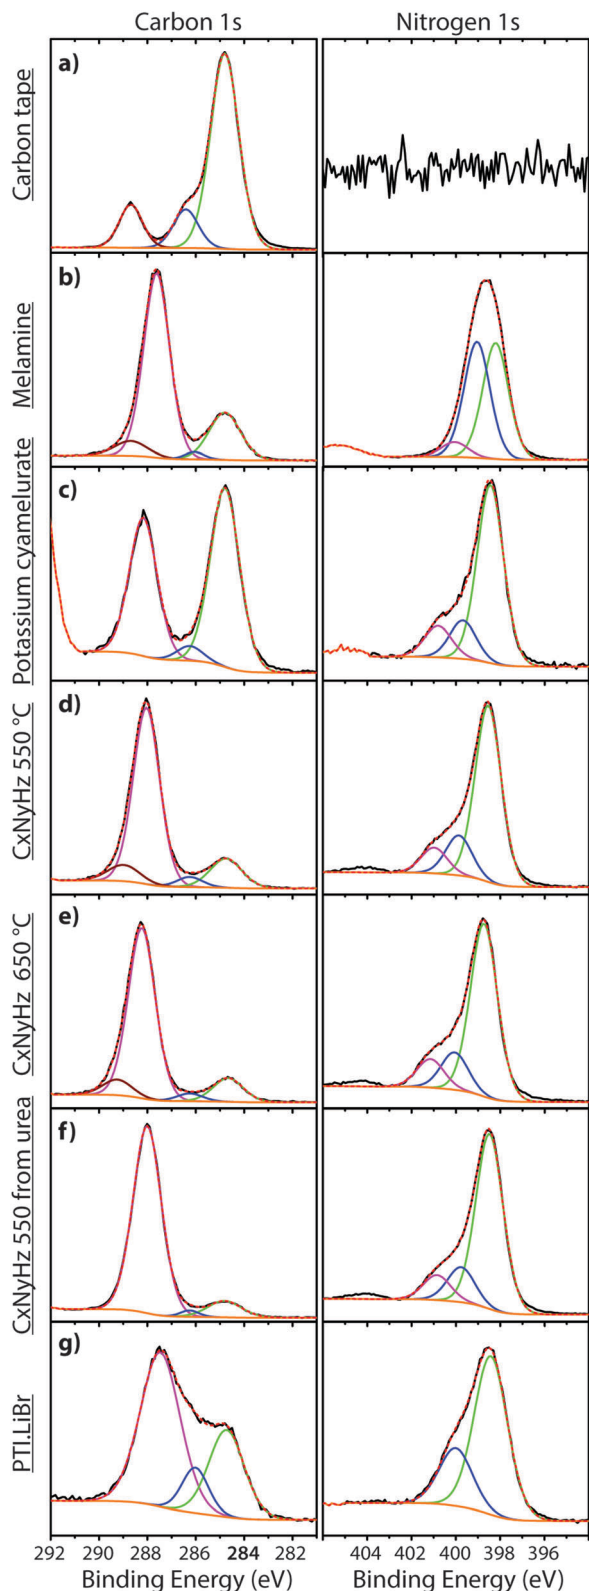 Carbon 1s
Nitrogen 1s
Carbon tape
a)
Melamine
b)
Potassium cyamelurate
c)
CxNyHz 550 °C
d)
CxNyHz 650 °C
e)
CxNyHz 550 from urea
f)
PTI.LiBr
g)
292 290 288 286 284 282
404 402 400 398 396
Binding Energy (eV)
Binding Energy (eV)